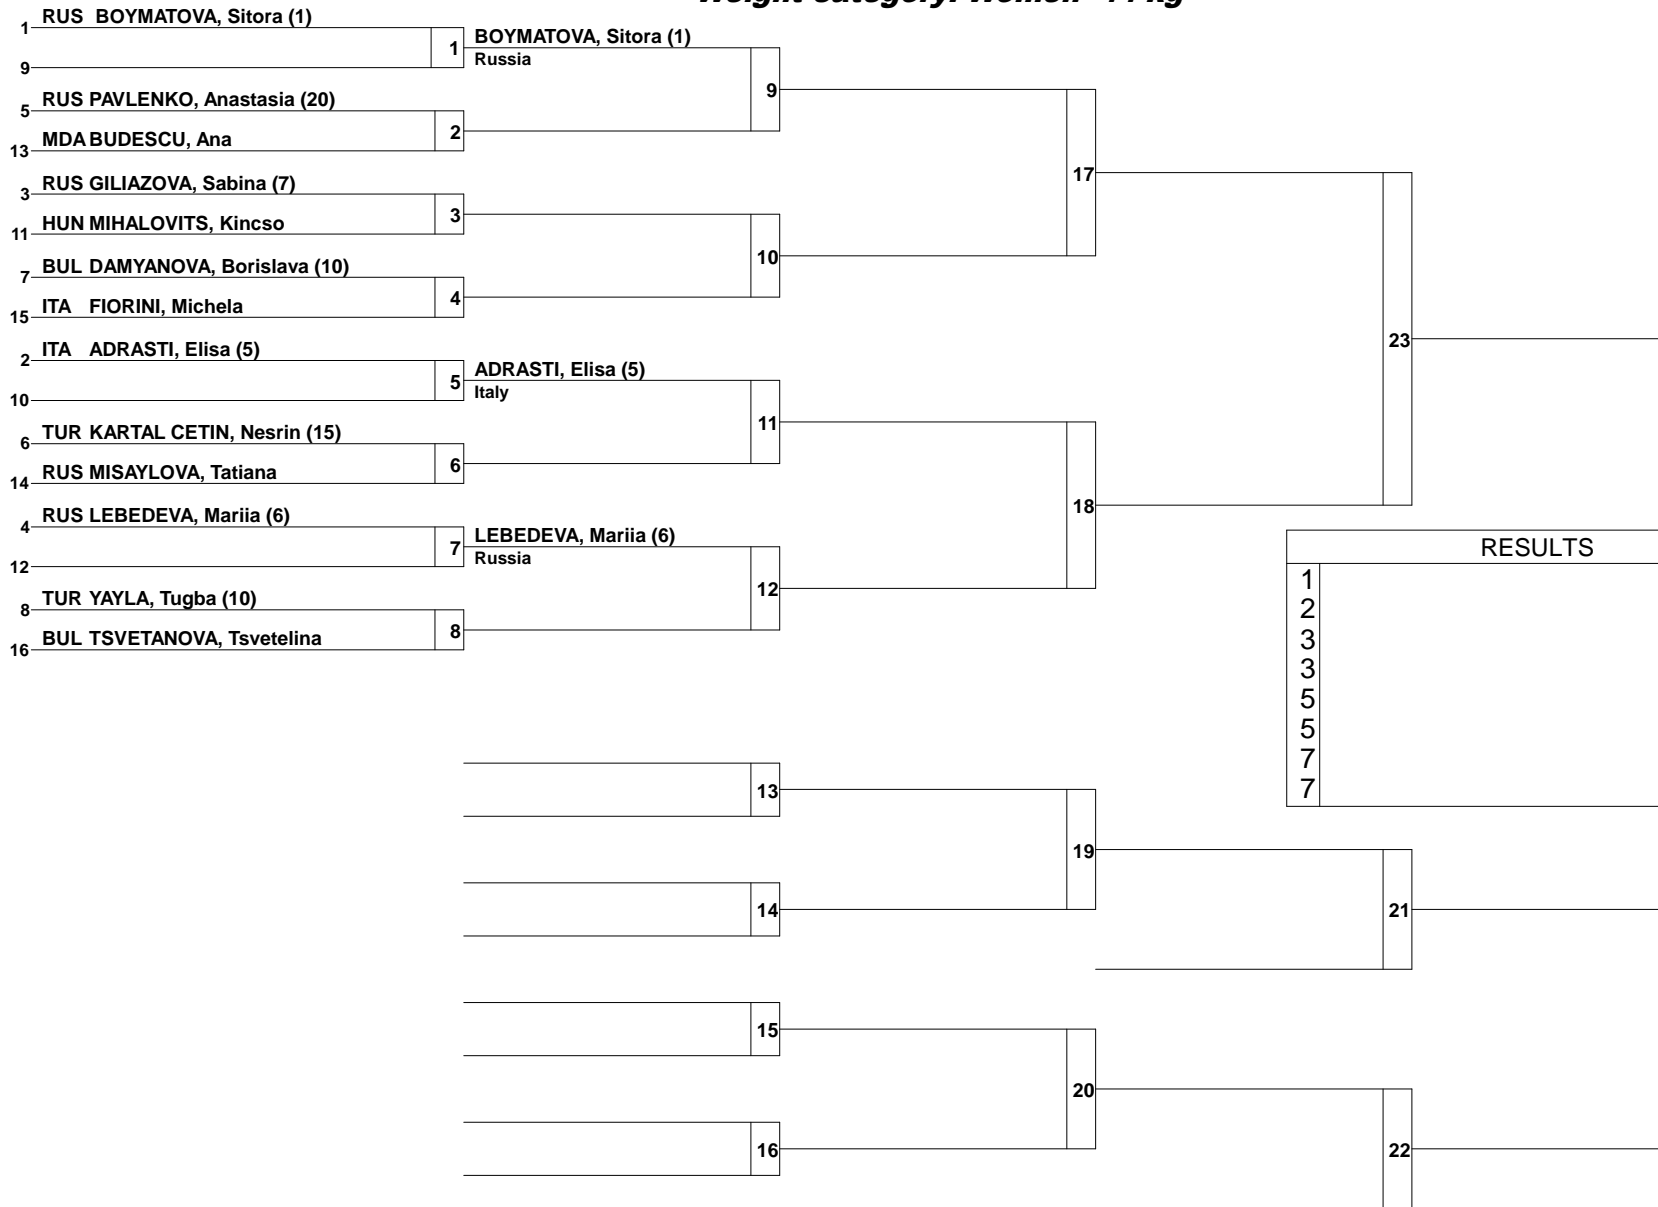 1 RUS BOYMATOVA, Sitora (1)
9
1 BOYMATOVA, Sitora (1)
Russia
5 RUS PAVLENKO, Anastasia (20)
13 MDA BUDESCU, Ana
2
9
3 RUS GILIAZOVA, Sabina (7)
11 HUN MIHALOVITS, Kincso
3
17
7 BUL DAMYANOVA, Borislava (10)
15 ITA FIORINI, Michela
4
10
2 ITA ADRASTI, Elisa (5)
10
5 ADRASTI, Elisa (5)
Italy
23
6 TUR KARTAL CETIN, Nesrin (15)
14 RUS MISAYLOVA, Tatiana
6
11
4 RUS LEBEDEVA, Mariia (6)
12
7 LEBEDEVA, Mariia (6)
Russia
18
8 TUR YAYLA, Tugba (10)
16 BUL TSVETANOVA, Tsvetelina
8
12
RESULTS
1
2
3
3
5
5
7
7
13
19
14
21
15
20
16
22